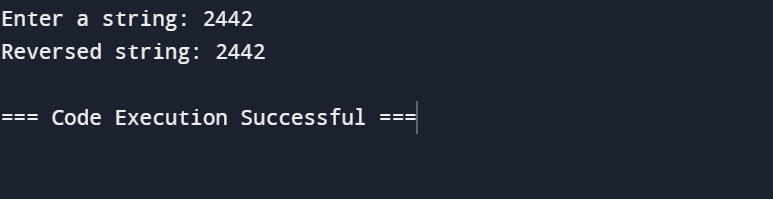 Enter a string: 2442
Reversed string: 2442
=== Code Execution Successful ===